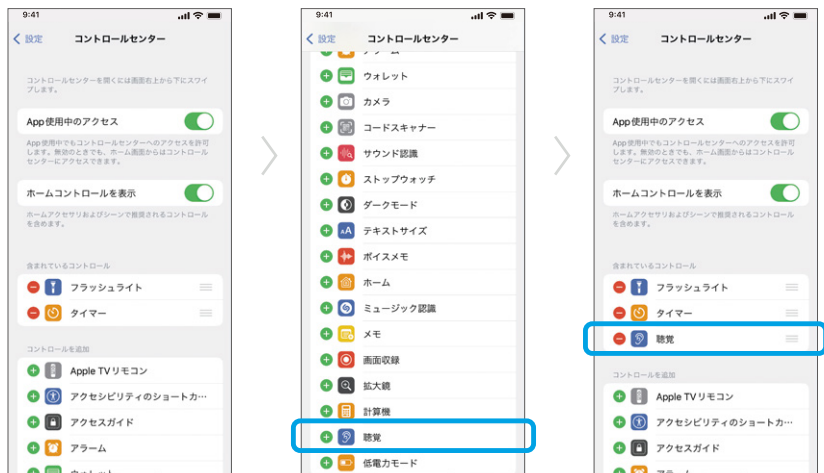 9:41
設定
コントロールセンター
コントロールセンターを開くには画面右上から下にスワイ
プします。
App使用中のアクセス
App使用中でもコントロールセンターへのアクセスを許可
します。無効のときでも、ホーム画面からはコントロール
センターにアクセスできます。
ホームコントロールを表示
ホームアクセサリおよびシーンで推奨されるコントロール
を含めます。
含まれているコントロール
フラッシュライト
タイマー
コントロールを追加
Apple TVリモコン
アクセシビリティのショートカ…
アクセスガイド
アラーム
ウォレット
9:41
設定
コントロールセンター
アラーム
ウォレット
カメラ
コードスキャナー
サウンド認識
ストップウォッチ
ダークモード
テキストサイズ
ボイスメモ
ホーム
ミュージック認識
メモ
画面収録
拡大鏡
計算機
聴覚
低電力モード
9:41
設定
コントロールセンター
コントロールセンターを開くには画面右上から下にスワイ
プします。
App使用中のアクセス
App使用中でもコントロールセンターへのアクセスを許可
します。無効のときでも、ホーム画面からはコントロール
センターにアクセスできます。
ホームコントロールを表示
ホームアクセサリおよびシーンで推奨されるコントロール
を含めます。
含まれているコントロール
フラッシュライト
タイマー
聴覚
コントロールを追加
Apple TVリモコン
アクセシビリティのショートカ…
アクセスガイド
アラーム